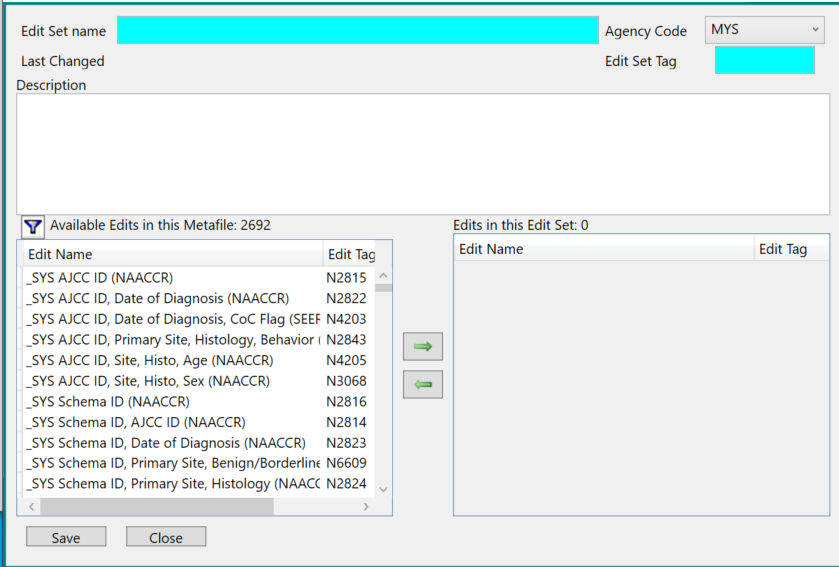 Edit Set name
Agency Code MYS
Last Changed
Edit Set Tag
Description
Available Edits in this Metafile: 2692
Edit Name Edit Tag
_SYS AJCC ID (NAACCR) N2815
_SYS AJCC ID, Date of Diagnosis (NAACCR) N2822
_SYS AJCC ID, Date of Diagnosis, CoC Flag (SEER N4203
_SYS AJCC ID, Primary Site, Histology, Behavior ( N2843
_SYS AJCC ID, Site, Histo, Age (NAACCR) N4205
_SYS AJCC ID, Site, Histo, Sex (NAACCR) N3068
_SYS Schema ID (NAACCR) N2816
_SYS Schema ID, AJCC ID (NAACCR) N2814
_SYS Schema ID, Date of Diagnosis (NAACCR) N2823
_SYS Schema ID, Primary Site, Benign/Borderline N6609
_SYS Schema ID, Primary Site, Histology (NAACC N2824
Edits in this Edit Set: 0
Edit Name Edit Tag
Save Close